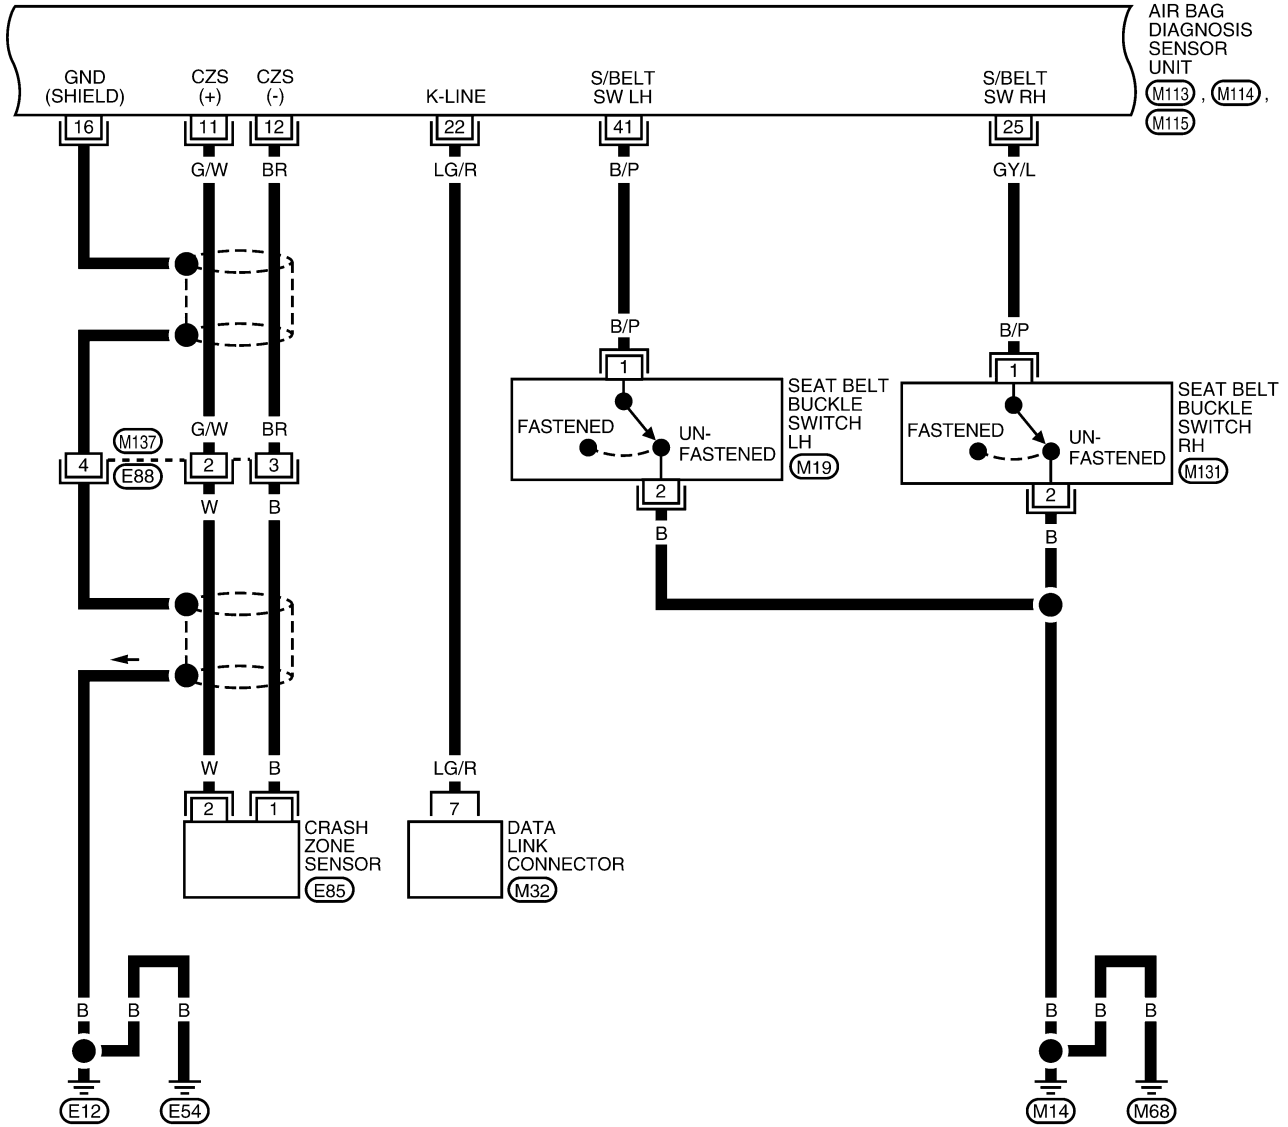 AIR BAG
DIAGNOSIS
SENSOR
UNIT
M113 , M114 ,
M115
GND
(SHIELD)
CZS
(+)
CZS
(-)
K-LINE
S/BELT
SW LH
S/BELT
SW RH
16
11
12
22
41
25
G/W
BR
LG/R
B/P
GY/L
B/P
B/P
1
1
SEAT BELT
BUCKLE
SWITCH
LH
M19
SEAT BELT
BUCKLE
SWITCH
RH
M131
FASTENED
UN-
FASTENED
FASTENED
UN-
FASTENED
G/W
BR
M137
4
2
3
E88
2
2
W
B
B
B
W
B
LG/R
2
1
7
CRASH
ZONE
SENSOR
E85
DATA
LINK
CONNECTOR
M32
B
B
B
B
B
B
E12
E54
M14
M68